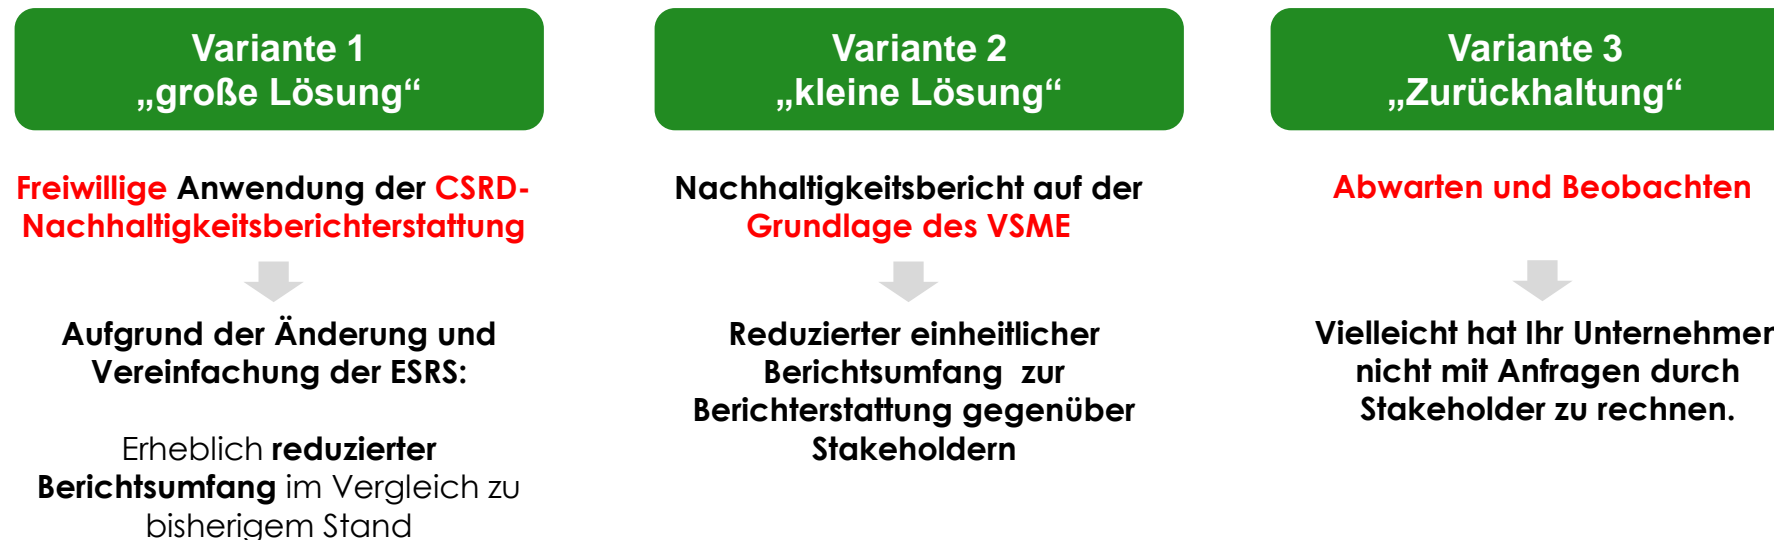 Variante 1
„große Lösung“
Freiwillige Anwendung der CSRD-
Nachhaltigkeitsberichterstattung
Aufgrund der Änderung und
Vereinfachung der ESRS:
Erheblich reduzierter
Berichtsumfang im Vergleich zu
bisherigem Stand
Variante 2
„kleine Lösung“
Nachhaltigkeitsbericht auf der
Grundlage des VSME
Reduzierter einheitlicher
Berichtsumfang zur
Berichterstattung gegenüber
Stakeholdern
Variante 3
„Zurückhaltung“
Abwarten und Beobachten
Vielleicht hat Ihr Unternehmen
nicht mit Anfragen durch
Stakeholder zu rechnen.